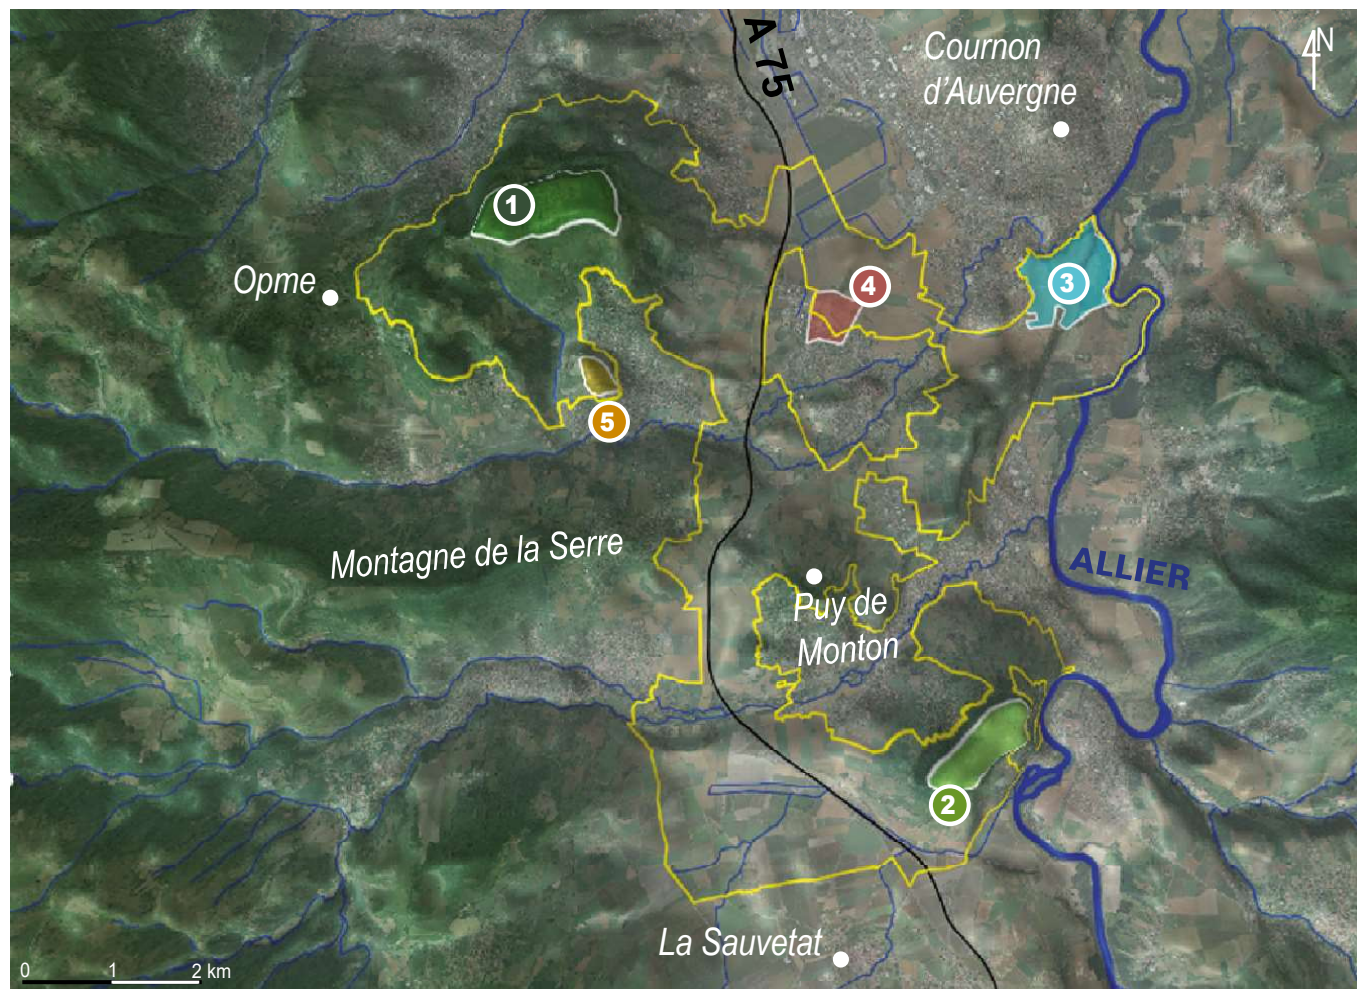 A 75
Cournon
d'Auvergne
N
1
Opme
3
4
5
Montagne de la Serre
ALLIER
Puy de
Monton
2
La Sauvetat
0 1 2 km